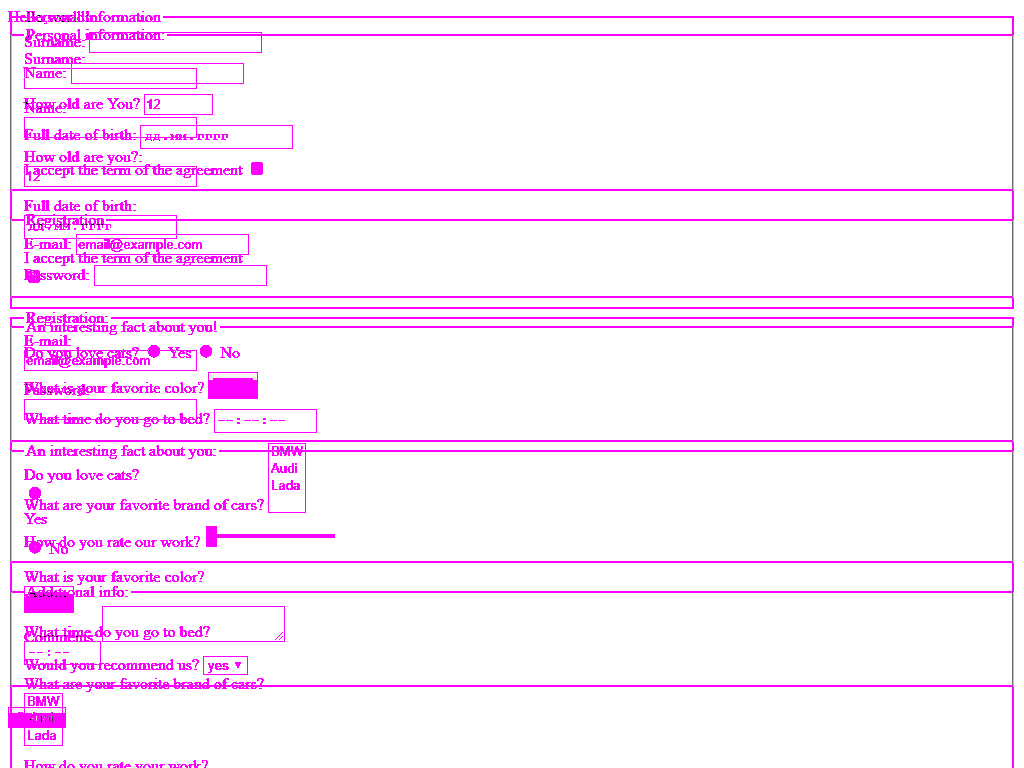 Hello, world!
Personal information
Personal information:
Surname:
Surname:
Name:
How old are You? 12
Name:
Full date of birth: дд.мм.гггг
How old are you?:
I accept the term of the agreement
12
Full date of birth:
дд.мм.гггг
Registration
E-mail: email@example.com
I accept the term of the agreement
Password:
Registration:
An interesting fact about you!
E-mail:
Do you love cats? Yes No
email@example.com
What is your favorite color?
Password:
What time do you go to bed? --:--:--
An interesting fact about you:
BMW
Audi
Lada
Do you love cats?
What are your favorite brand of cars?
Yes
How do you rate our work?
No
What is your favorite color?
Additional info:
What time do you go to bed?
Comments:
--:--
Would you recommend us? yes
What are your favorite brand of cars?
BMW
Lada
How do you rate your work?